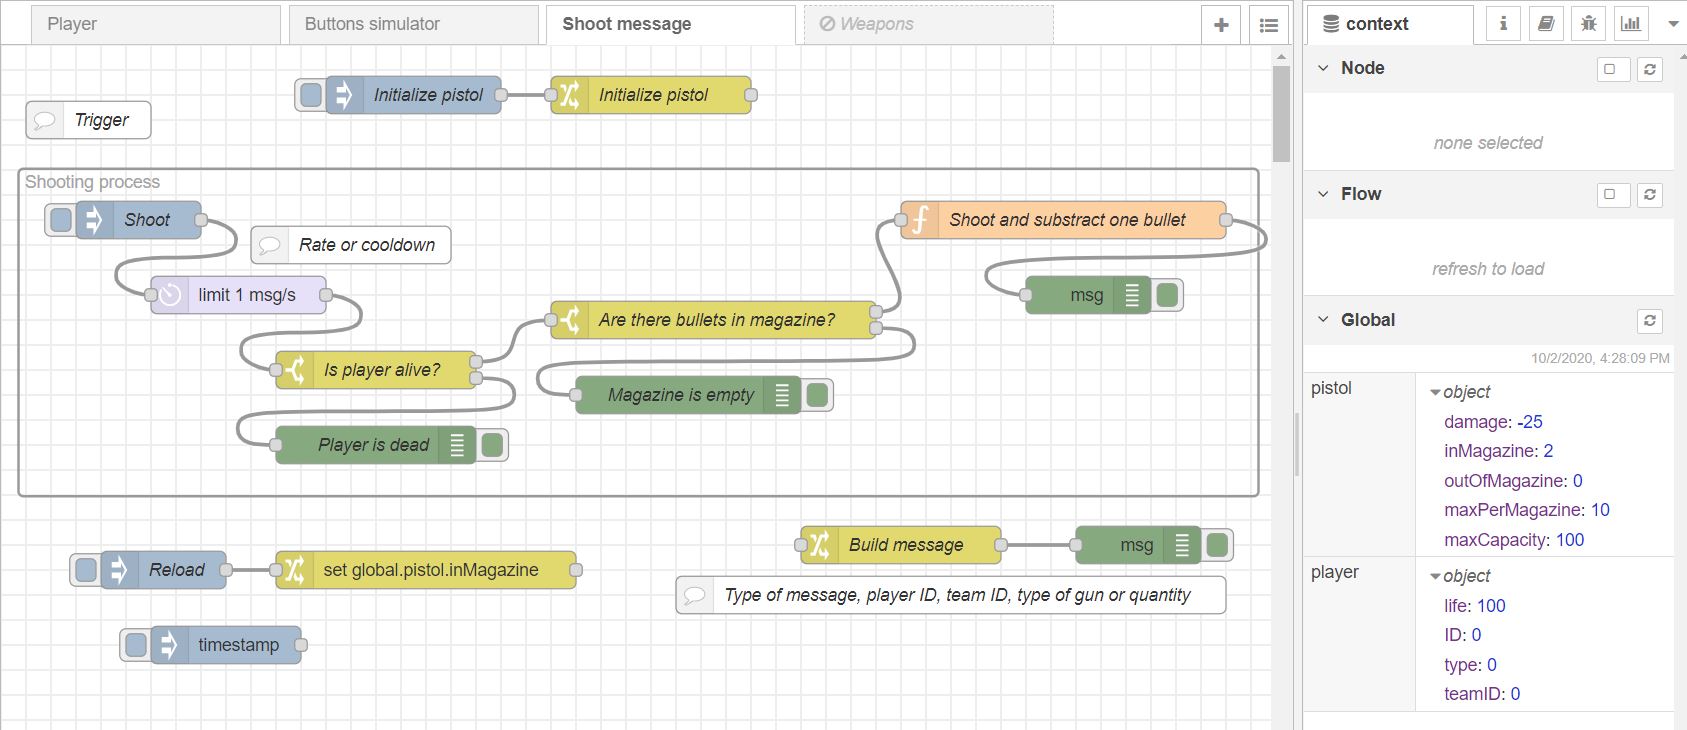 Player
Buttons simulator
Shoot message
Weapons
context
Initialize pistol
Initialize pistol
Trigger
Shooting process
Shoot
Rate or cooldown
Shoot and substract one bullet
limit 1 msg/s
msg
Are there bullets in magazine?
Is player alive?
Magazine is empty
Player is dead
Build message
msg
Reload
set global.pistol.inMagazine
Type of message, player ID, team ID, type of gun or quantity
timestamp
Node
none selected
Flow
refresh to load
Global
10/2/2020, 4:28:09 PM
pistol
object
damage: -25
inMagazine: 2
outOfMagazine: 0
maxPerMagazine: 10
maxCapacity: 100
player
object
life: 100
ID: 0
type: 0
teamID: 0